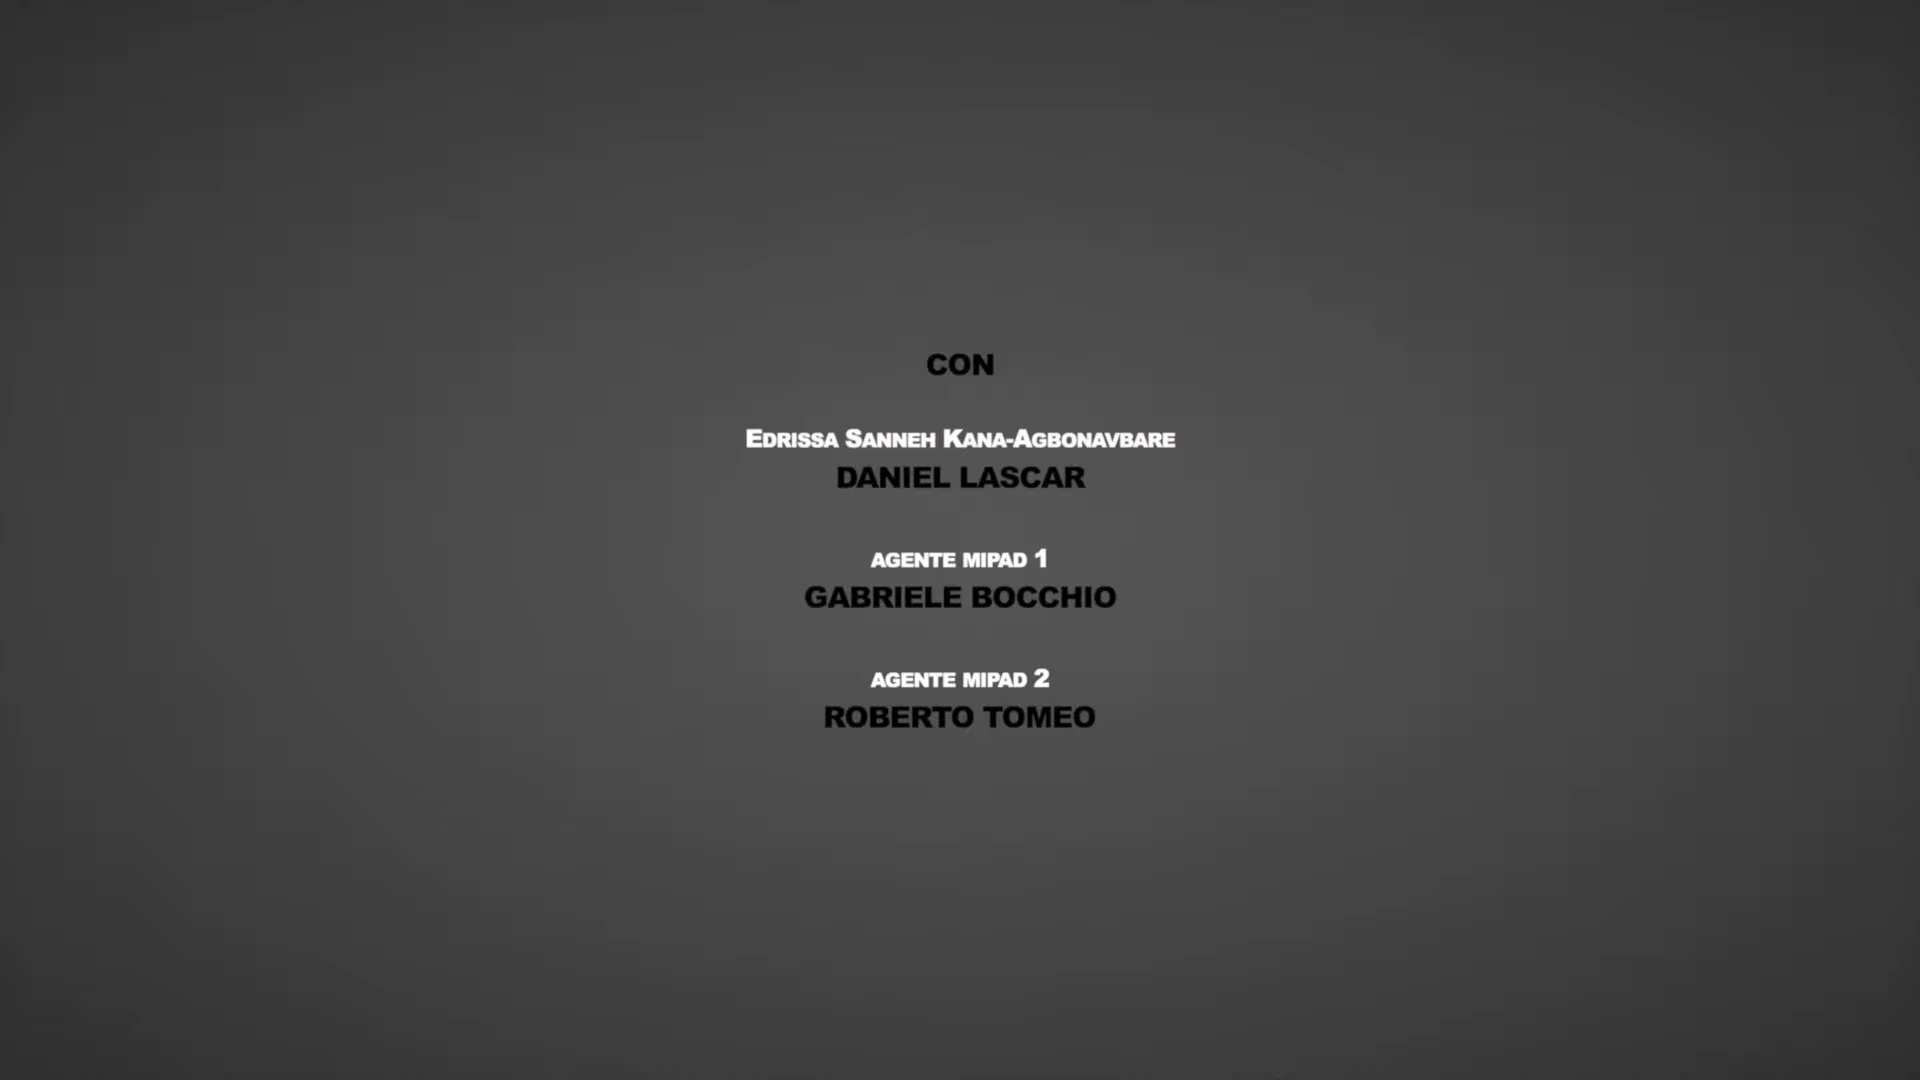 CON
Edrissa Sanneh Kana-Agbonavbare
DANIEL LASCAR
AGENTE MIPAD 1
GABRIELE BOCCHIO
AGENTE MIPAD 2
ROBERTO TOMEO